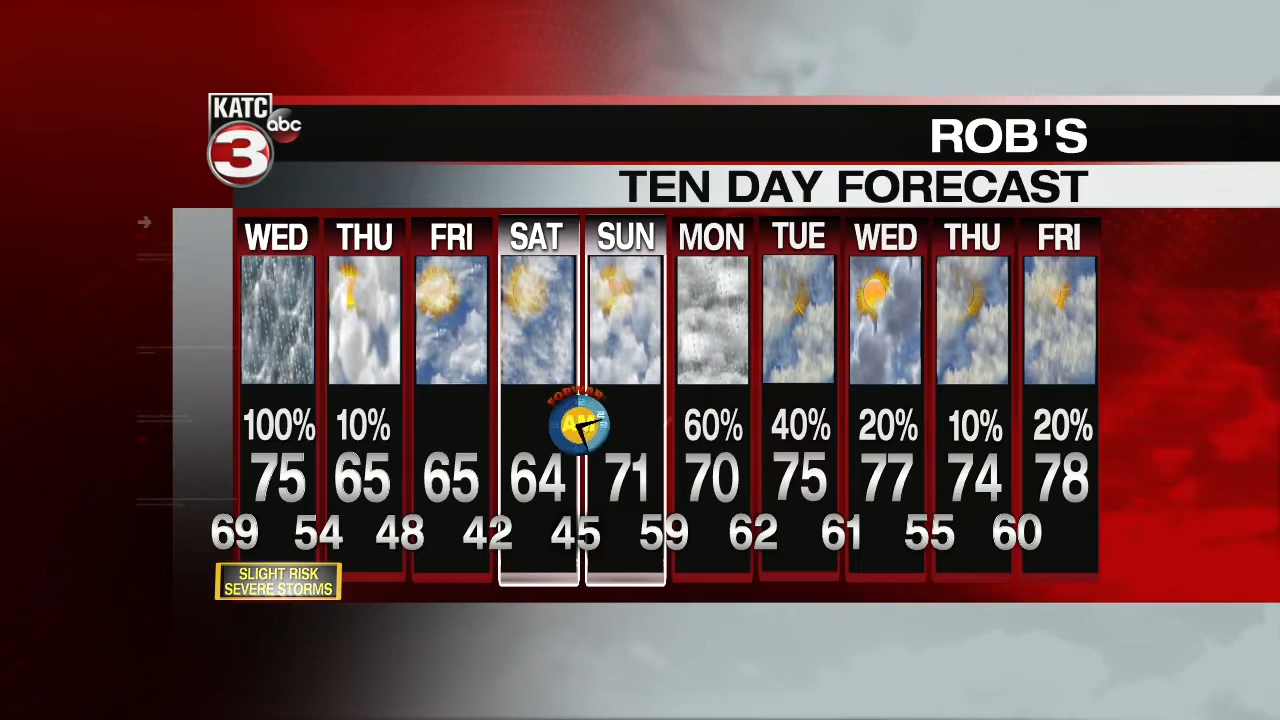 KATC
abc
3
ROB'S
TEN DAY FORECAST
WED THU FRI SAT SUN MON TUE WED THU FRI
FORWARD
AM
100% 10% 60% 40% 20% 10% 20%
75 65 65 64 71 70 75 77 74 78
69 54 48 42 45 59 62 61 55 60
SLIGHT RISK
SEVERE STORMS